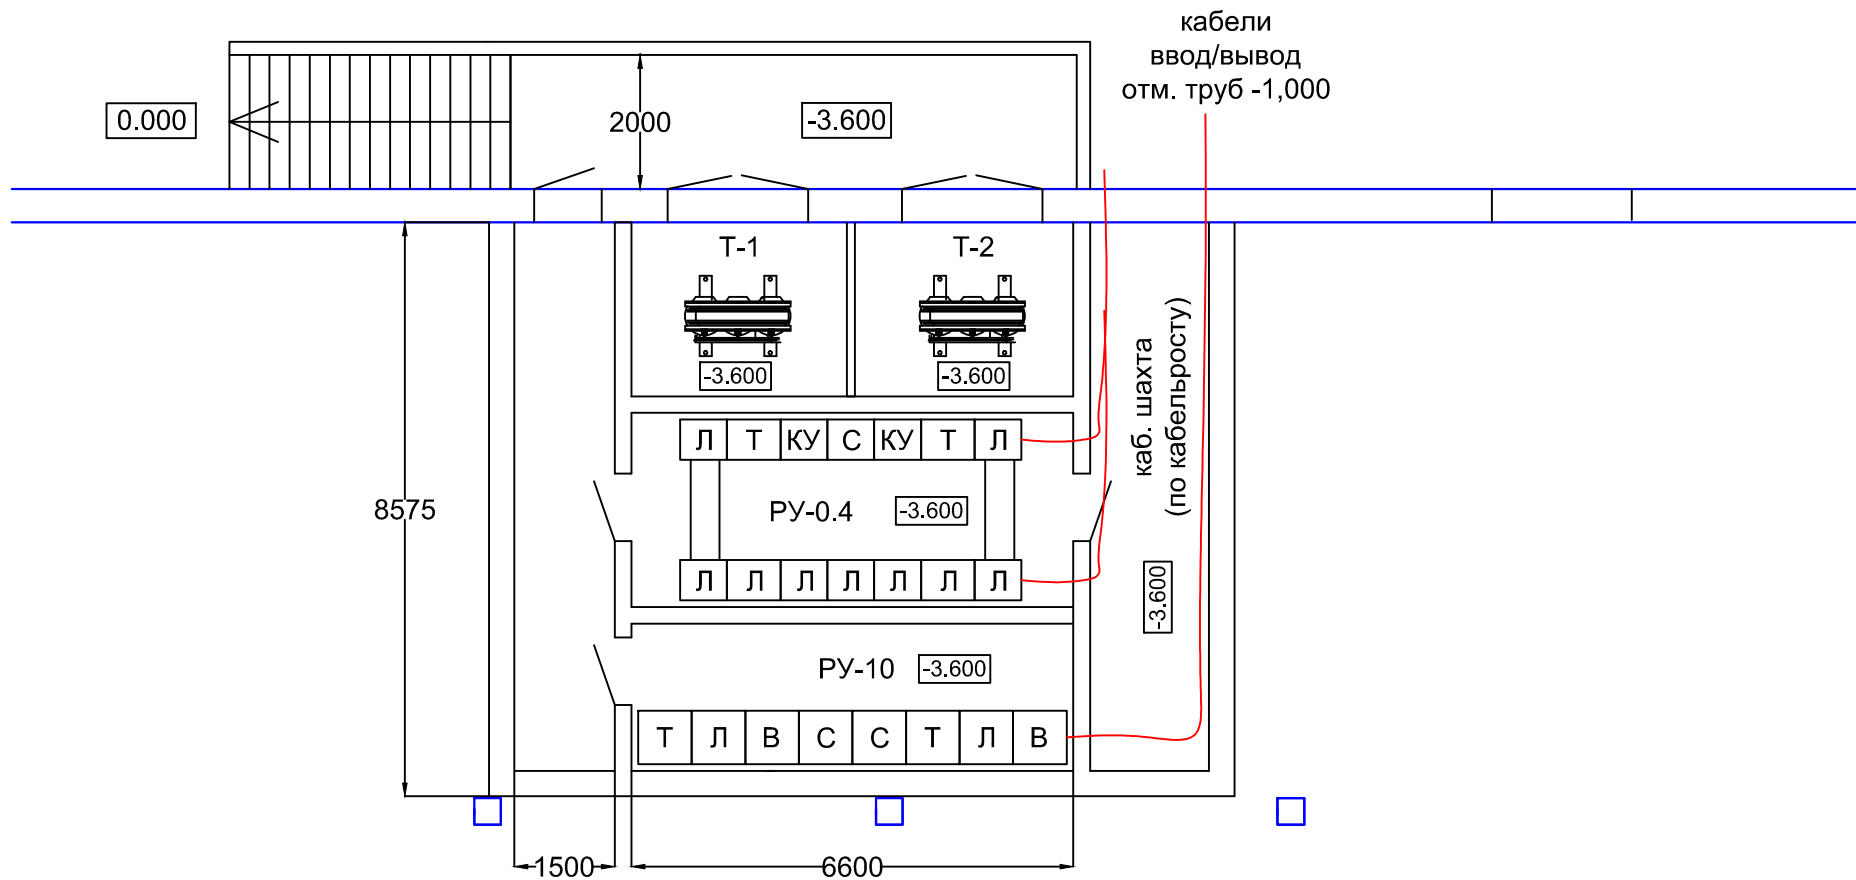 кабели
ввод/вывод
отм. труб -1,000
0.000
2000
-3.600
Т-1
Т-2
-3.600
-3.600
каб. шахта
(по кабельросту)
Л Т КУ С КУ Т Л
8575
РУ-0.4
-3.600
Л Л Л Л Л Л Л
-3.600
РУ-10
-3.600
Т Л В С С Т Л В
1500
6600